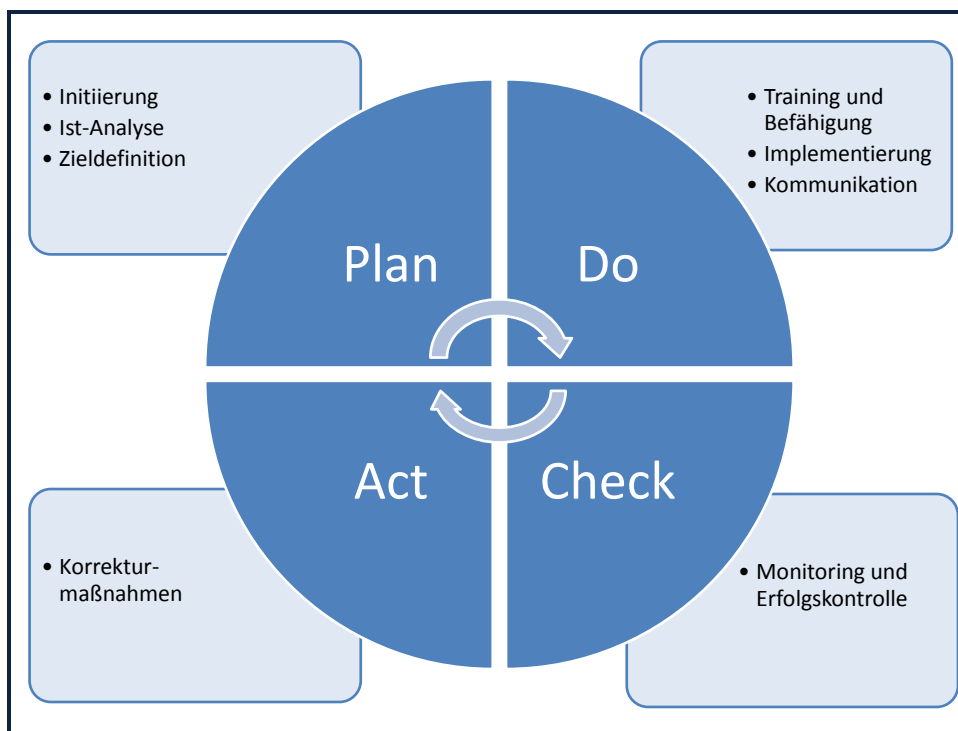 • Initiierung
• Ist-Analyse
• Zieldefinition
• Training und
Befähigung
• Implementierung
• Kommunikation
Plan
Do
Act
Check
• Korrektur-
maßnahmen
• Monitoring und
Erfolgskontrolle